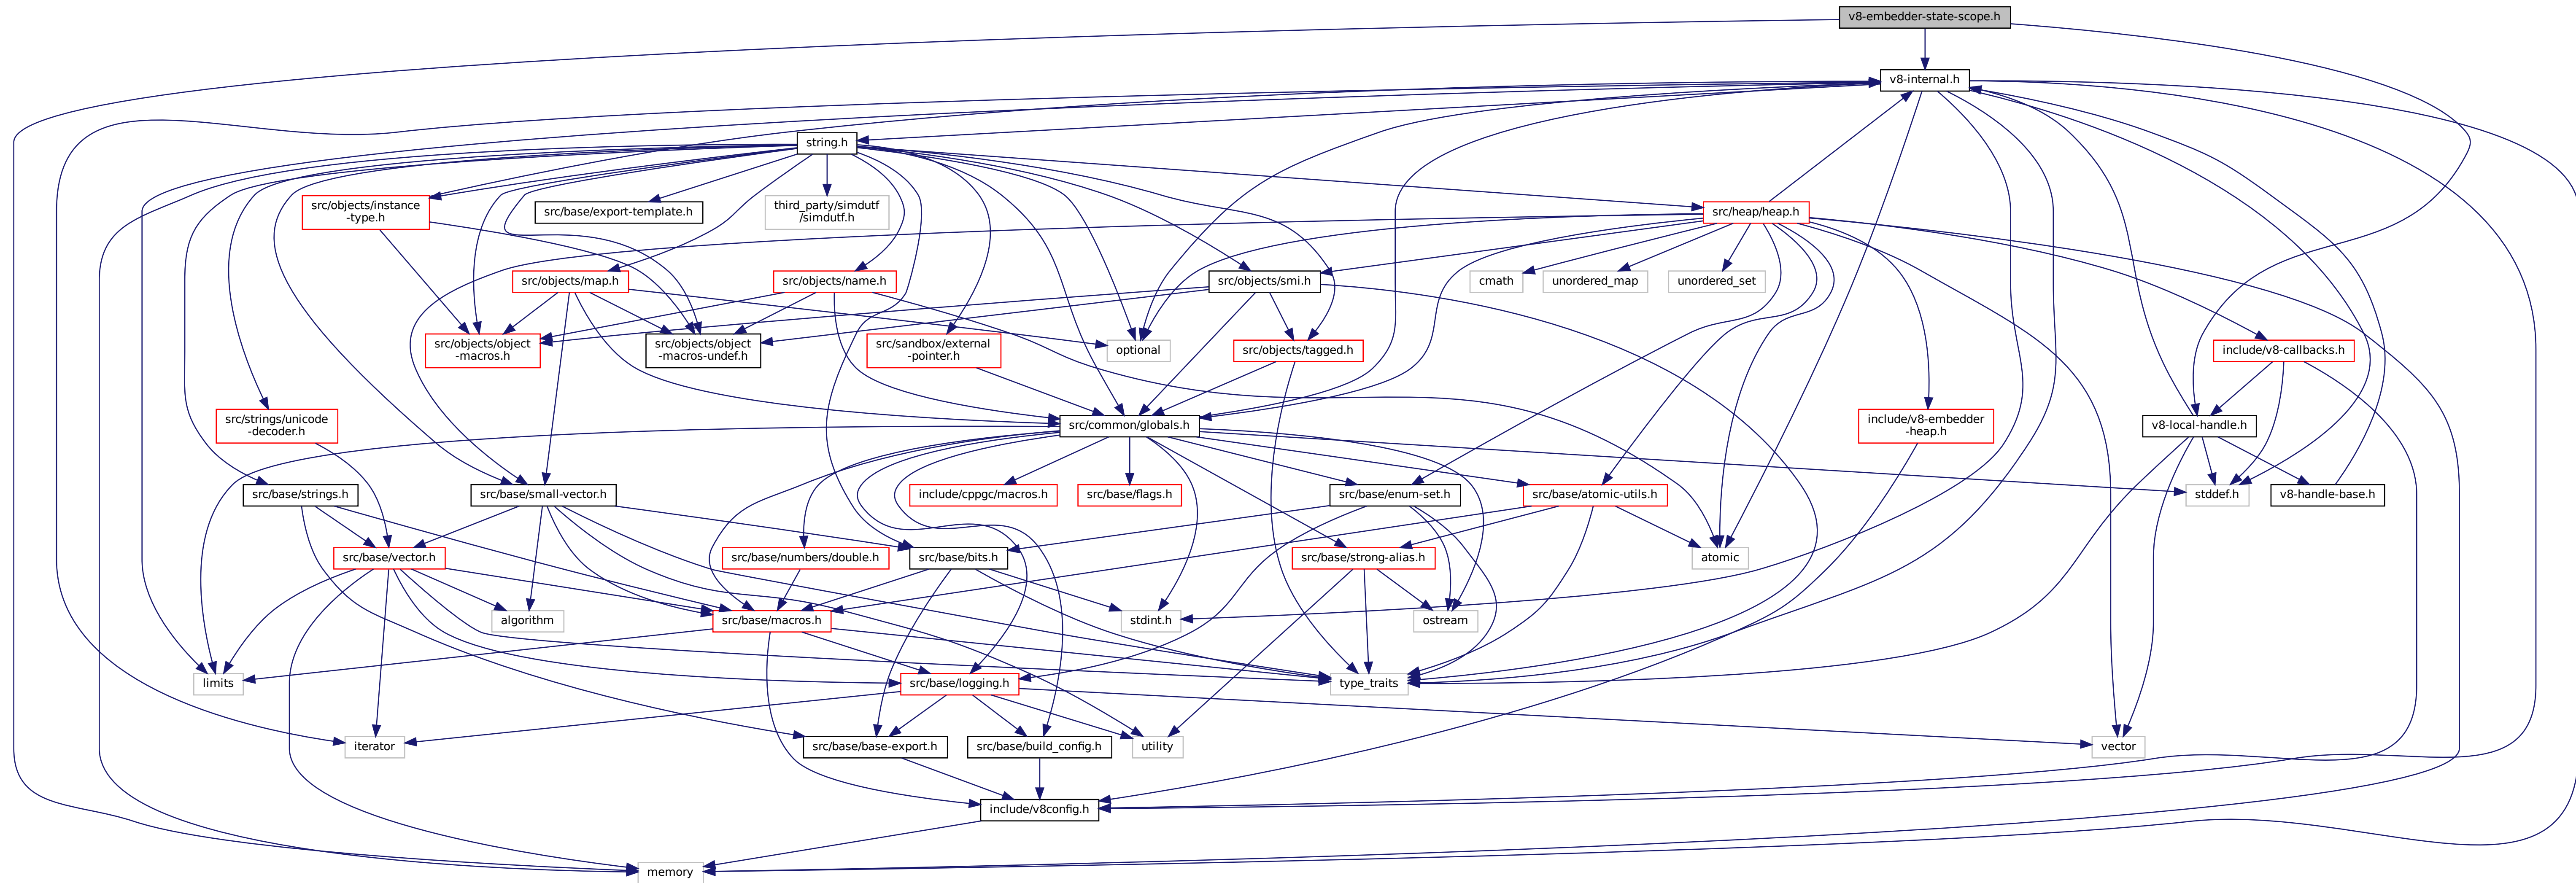 v8-embedder-state-scope.h
v8-internal.h
string.h
src/objects/instance
-type.h
src/base/export-template.h
third_party/simdutf
/simdutf.h
src/heap/heap.h
src/objects/map.h
src/objects/name.h
src/objects/smi.h
cmath
unordered_map
unordered_set
src/objects/object
-macros.h
src/objects/object
-macros-undef.h
src/sandbox/external
-pointer.h
optional
src/objects/tagged.h
include/v8-callbacks.h
src/strings/unicode
-decoder.h
src/common/globals.h
include/v8-embedder
-heap.h
v8-local-handle.h
src/base/strings.h
src/base/small-vector.h
include/cppgc/macros.h
src/base/flags.h
src/base/enum-set.h
src/base/atomic-utils.h
stddef.h
v8-handle-base.h
src/base/vector.h
src/base/numbers/double.h
src/base/bits.h
src/base/strong-alias.h
atomic
algorithm
src/base/macros.h
stdint.h
ostream
limits
src/base/logging.h
type_traits
iterator
src/base/base-export.h
src/base/build_config.h
utility
vector
include/v8config.h
memory